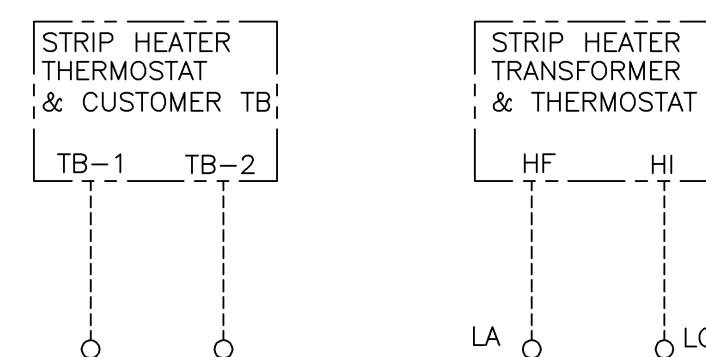 STRIP HEATER
THERMOSTAT
& CUSTOMER TB
TB-1 TB-2
STRIP HEATER
TRANSFORMER
& THERMOSTAT
HF HI
LA